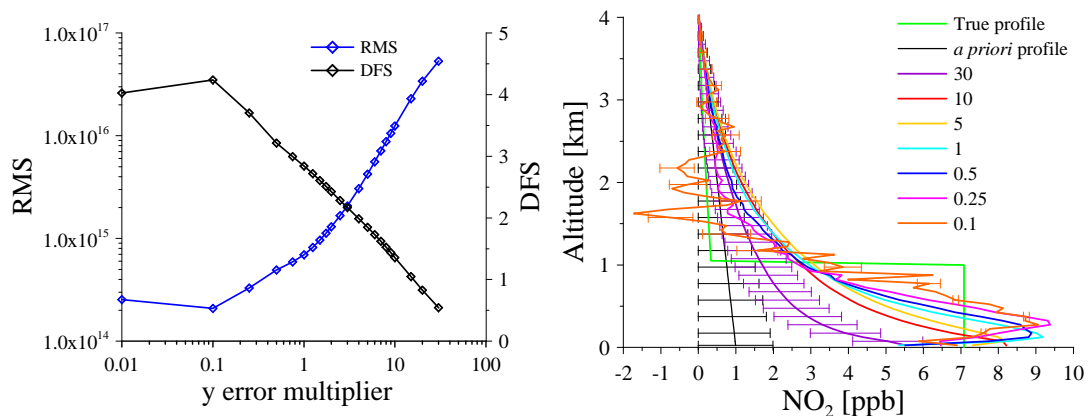 1.0x10^17
1.0x10^16
1.0x10^15
1.0x10^14
RMS
RMS
DFS
5
4
3
2
1
0
DFS
0.01 0.1 1 10 100
y error multiplier
4
3
2
1
0
Altitude [km]
True profile
a priori profile
30
10
5
1
0.5
0.25
0.1
-2 -1 0 1 2 3 4 5 6 7 8 9 10
NO₂ [ppb]